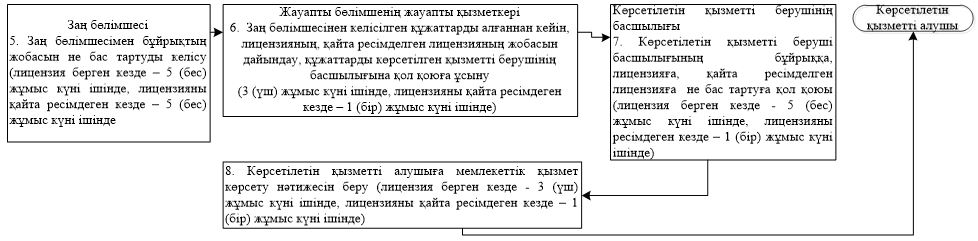 Заң бөлімшесі
5. Заң бөлімшесімен бұйрықтың
жобасын не бас тартуды келісу
(лицензия берген кезде – 5 (бес)
жұмыс күні ішінде, лицензияны
қайта ресімдеген кезде – 5 (бес)
жұмыс күні ішінде
Жауапты бөлімшенің жауапты қызметкері
6. Заң бөлімшесінен келісілген құжаттарды алғаннан кейін,
лицензияның, қайта ресімделген лицензияның жобасын
дайындау, құжаттарды көрсетілген қызметті берушінің
басшылығына қол қоюға ұсыну
(3 (үш) жұмыс күні ішінде, лицензияны қайта ресімдеген
кезде – 1 (бір) жұмыс күні ішінде)
Көрсетілетін қызметті берушінің
басшылығы
7. Көрсетілетін қызметті беруші
басшылығының бұйрыққа,
лицензияға, қайта ресімделген
лицензияға не бас тартуға қол қоюы
(лицензия берген кезде - 5 (бес)
жұмыс күні ішінде, лицензияны
ресімдеген кезде – 1 (бір) жұмыс күні
ішінде)
Көрсетілетін
қызметті алушы
8. Көрсетілетін қызметті алушыға мемлекеттік қызмет
көрсету нәтижесін беру (лицензия берген кезде - 3 (үш)
жұмыс күні ішінде, лицензияны қайта ресімдеген кезде – 1
(бір) жұмыс күні ішінде)